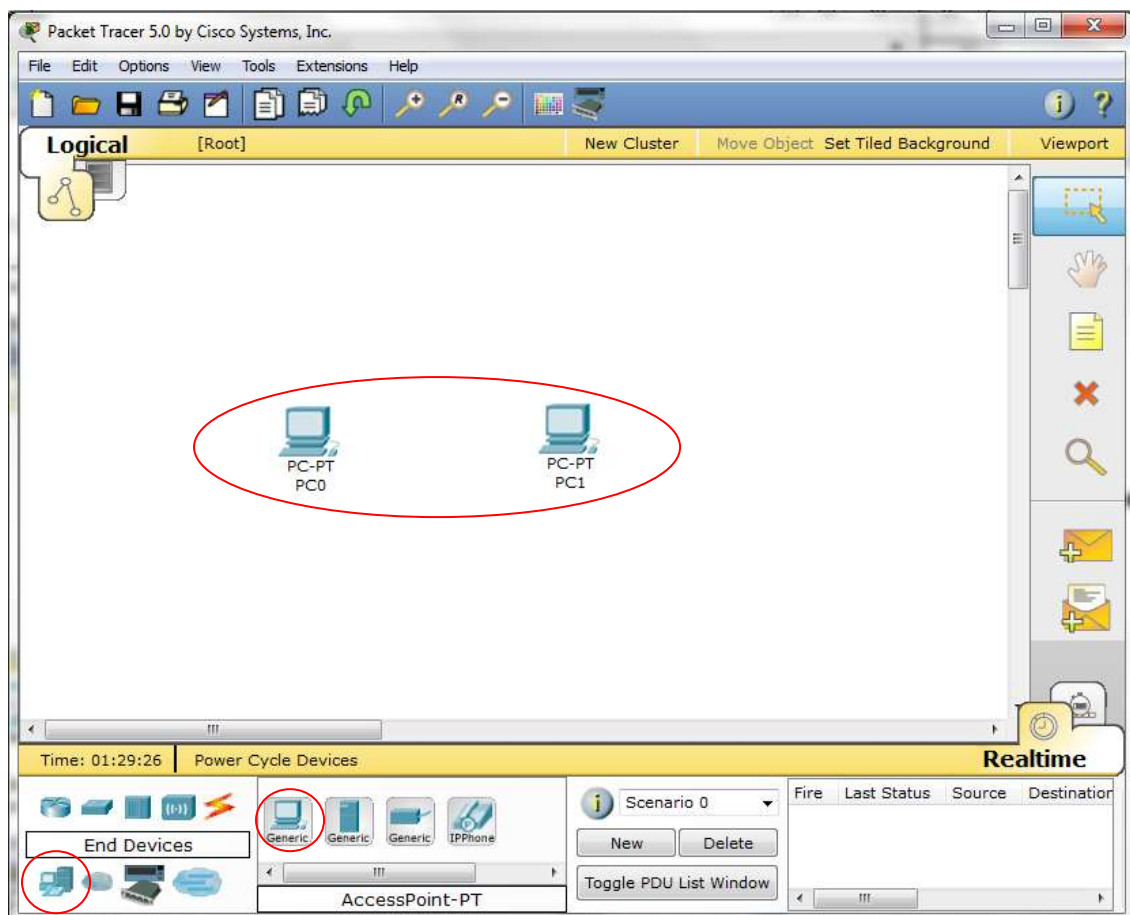 Packet Tracer 5.0 by Cisco Systems, Inc.
File Edit Options View Tools Extensions Help
Logical [Root] New Cluster Move Object Set Tiled Background Viewport
PC-PT
PC0
PC-PT
PC1
Time: 01:29:26 Power Cycle Devices Realtime
End Devices
Generic Generic Generic IPPhone
AccessPoint-PT
Scenario 0
New Delete
Toggle PDU List Window
Fire Last Status Source Destination